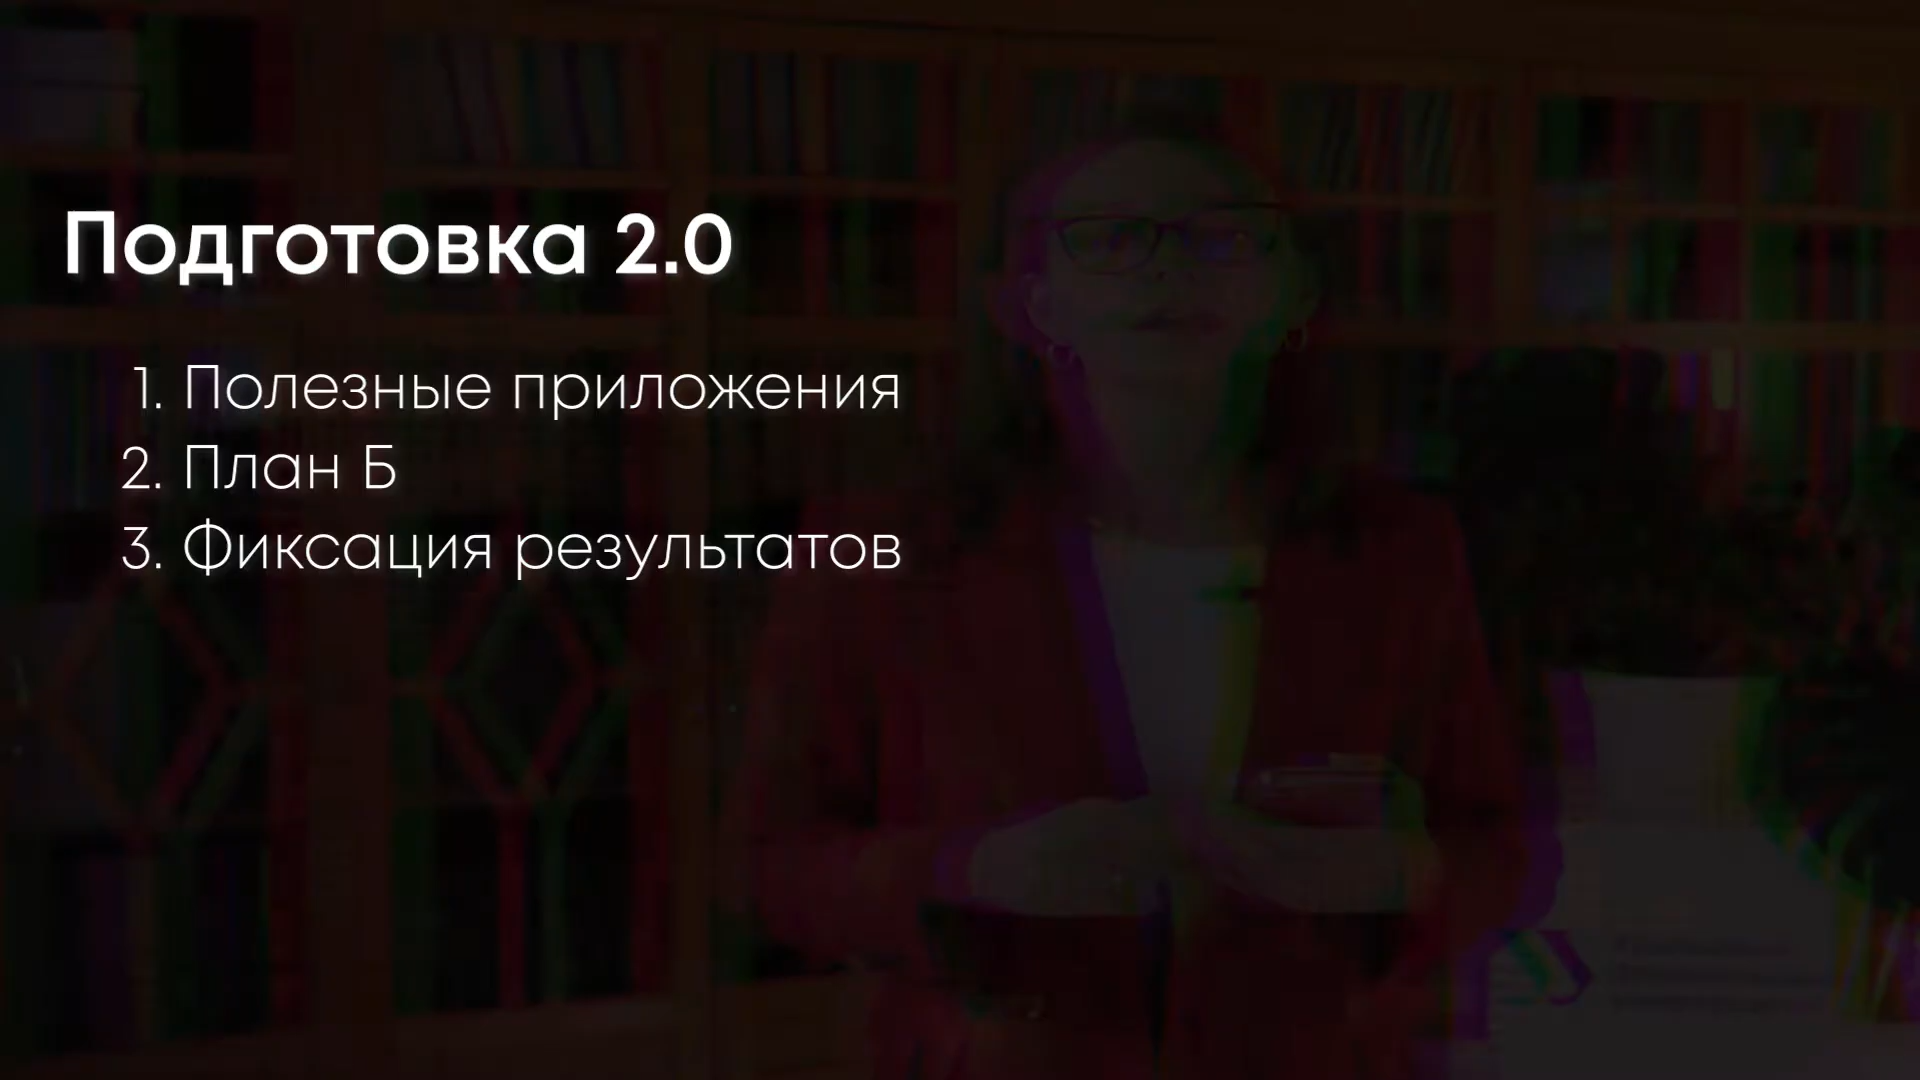 Подготовка 2.0
1. Полезные приложения
2. План Б
3. Фиксация результатов